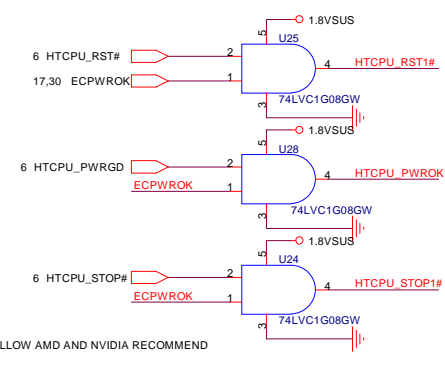 5
1.8VSUS
U25
6 HTCPU_RST#
2
4
HTCPU_RST1#
17,30 ECPWROK
1
3
74LVC1G08GW
5
1.8VSUS
U28
6 HTCPU_PWRGD
2
4
HTCPU_PWROK
ECPWROK
1
3
74LVC1G08GW
5
1.8VSUS
U24
6 HTCPU_STOP#
2
4
HTCPU_STOP1#
ECPWROK
1
3
74LVC1G08GW
LLOW AMD AND NVIDIA RECOMMEND